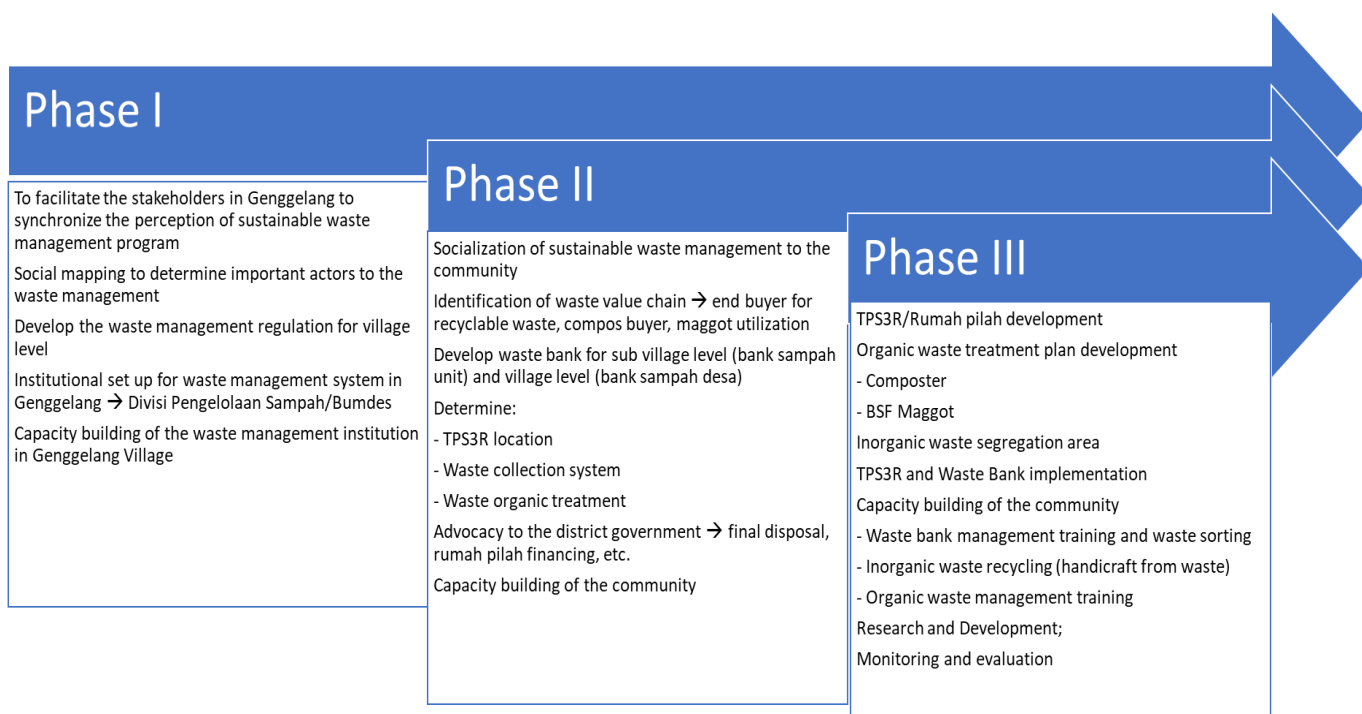 Phase I
To facilitate the stakeholders in Genggelang to
synchronize the perception of sustainable waste
management program
Social mapping to determine important actors to the
waste management
Develop the waste management regulation for village
level
Institutional set up for waste management system in
Genggelang → Divisi Pengelolaan Sampah/Bumdes
Capacity building of the waste management institution
in Genggelang Village
Phase II
Socialization of sustainable waste management to the
community
Identification of waste value chain → end buyer for
recyclable waste, compos buyer, maggot utilization
Develop waste bank for sub village level (bank sampah
unit) and village level (bank sampah desa)
Determine:
- TPS3R location
- Waste collection system
- Waste organic treatment
Advocacy to the district government → final disposal,
rumah pilah financing, etc.
Capacity building of the community
Phase III
TPS3R/Rumah pilah development
Organic waste treatment plan development
- Composter
- BSF Maggot
Inorganic waste segregation area
TPS3R and Waste Bank implementation
Capacity building of the community
- Waste bank management training and waste sorting
- Inorganic waste recycling (handicraft from waste)
- Organic waste management training
Research and Development;
Monitoring and evaluation